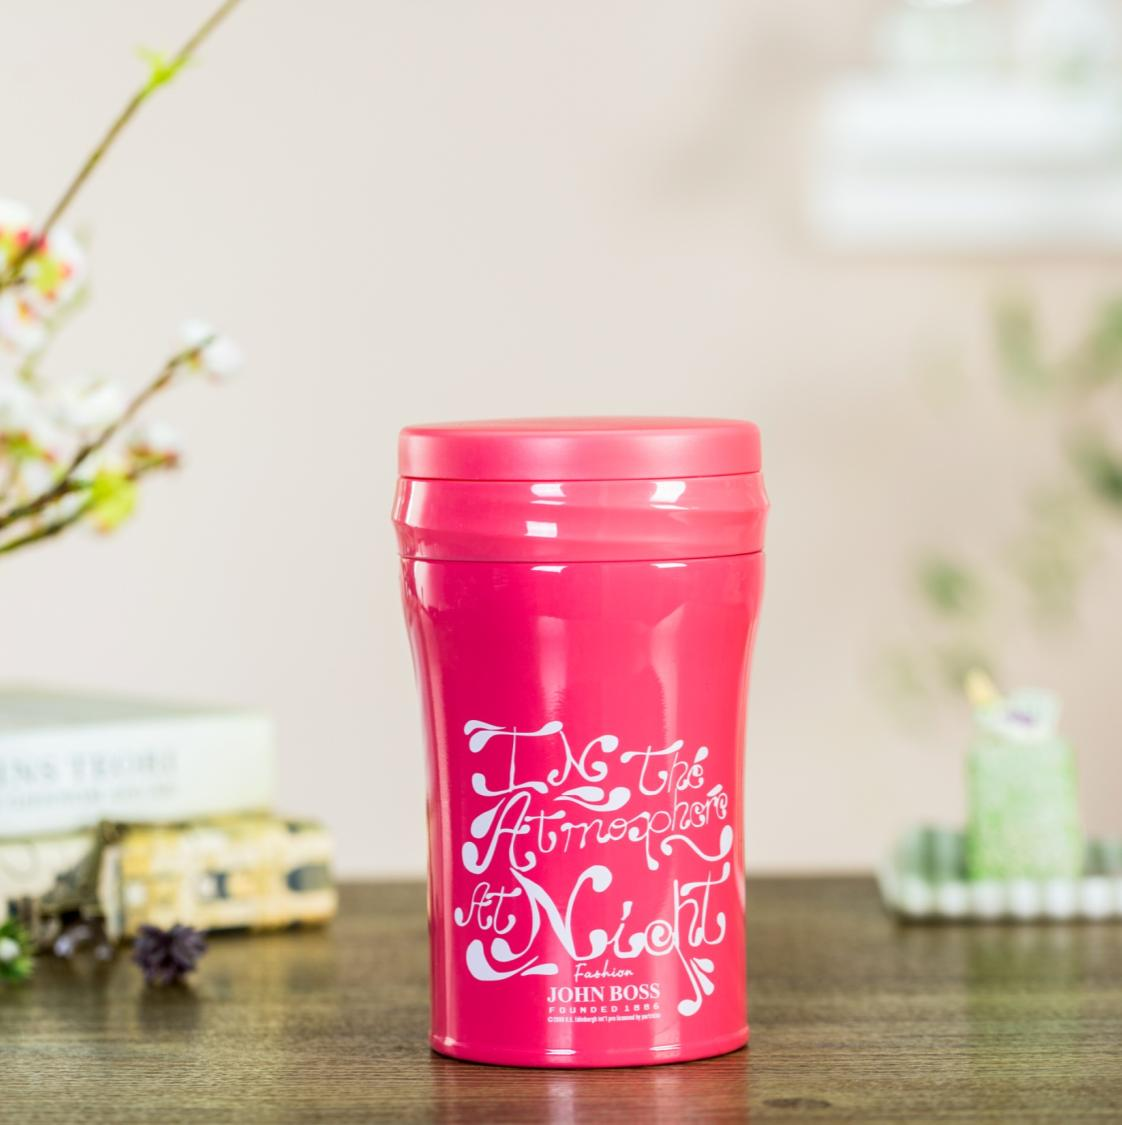 IN the
Atmosphere
At Night
Fashion
JOHN BOSS
FOUNDED 1886